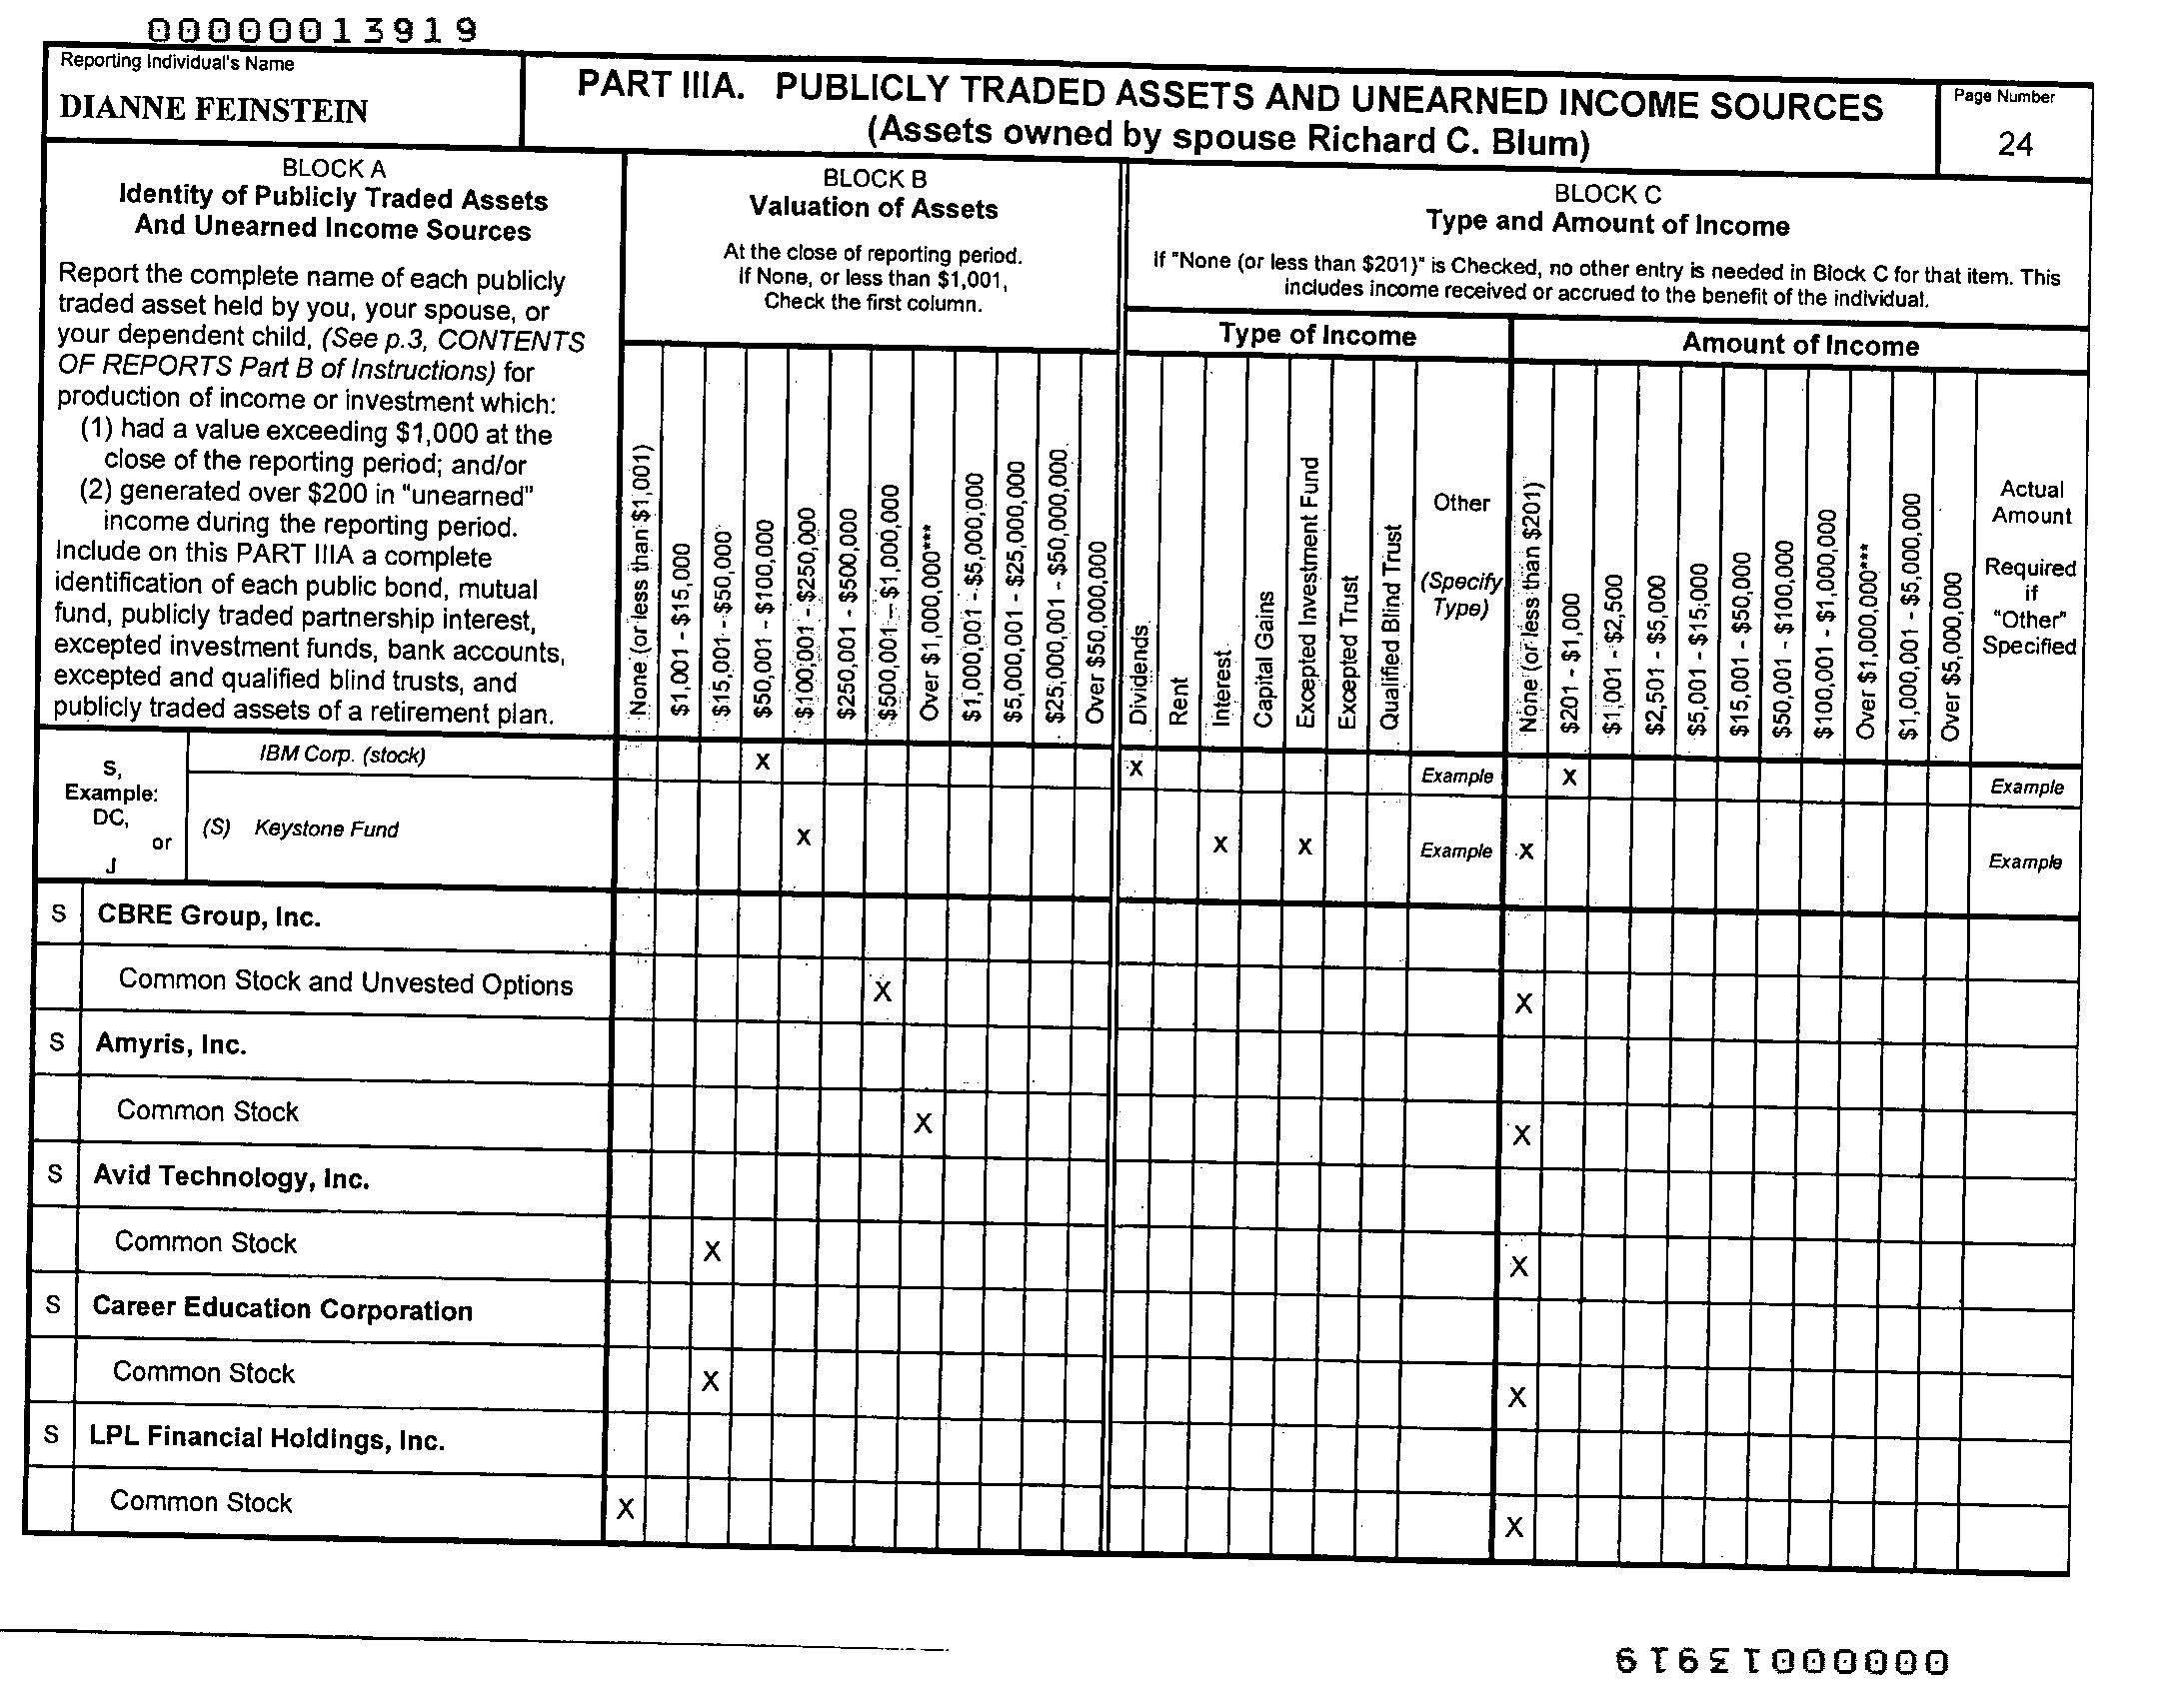 00000013919
Reporting Individual's Name
DIANNE FEINSTEIN
PART IIIA. PUBLICLY TRADED ASSETS AND UNEARNED INCOME SOURCES
(Assets owned by spouse Richard C. Blum)
Page Number
24
BLOCK A
Identity of Publicly Traded Assets
And Unearned Income Sources
Report the complete name of each publicly
traded asset held by you, your spouse, or
your dependent child, (See p.3, CONTENTS
OF REPORTS Part B of Instructions) for
production of income or investment which:
(1) had a value exceeding $1,000 at the
close of the reporting period; and/or
(2) generated over $200 in "unearned"
income during the reporting period.
Include on this PART IIIA a complete
identification of each public bond, mutual
fund, publicly traded partnership interest,
excepted investment funds, bank accounts,
excepted and qualified blind trusts, and
publicly traded assets of a retirement plan.
BLOCK B
Valuation of Assets
At the close of reporting period.
If None, or less than $1,001,
Check the first column.
None (or less than $1,001)
$1,001 - $15,000
$15,001 - $50,000
$50,001 - $100,000
$100,001 - $250,000
$250,001 - $500,000
$500,001 - $1,000,000
Over $1,000,000***
$1,000,001 - $5,000,000
$5,000,001 - $25,000,000
$25,000,001 - $50,000,000
Over $50,000,000
BLOCK C
Type and Amount of Income
If "None (or less than $201)" is Checked, no other entry is needed in Block C for that item. This
includes income received or accrued to the benefit of the individual.
Type of Income
Dividends
Rent
Interest
Capital Gains
Excepted Investment Fund
Excepted Trust
Qualified Blind Trust
Other
(Specify
Type)
Amount of Income
None (or less than $201)
$201 - $1,000
$1,001 - $2,500
$2,501 - $5,000
$5,001 - $15,000
$15,001 - $50,000
$50,001 - $100,000
$100,001 - $1,000,000
Over $1,000,000***
$1,000,001 - $5,000,000
Over $5,000,000
Actual
Amount
Required
if
"Other"
Specified
S,
Example:
DC,
or
J
IBM Corp. (stock) X X Example X Example
(S) Keystone Fund X X X Example X Example
S CBRE Group, Inc.
Common Stock and Unvested Options X X
S Amyris, Inc.
Common Stock X X
S Avid Technology, Inc.
Common Stock X X
S Career Education Corporation
Common Stock X X
S LPL Financial Holdings, Inc.
Common Stock X X
00000013919